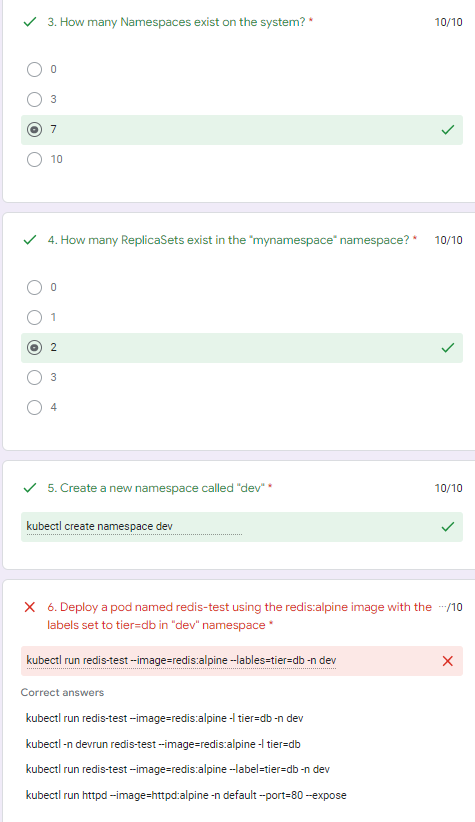 3. How many Namespaces exist on the system? *
10/10
0
3
7
10
4. How many ReplicaSets exist in the "mynamespace" namespace? *
10/10
0
1
2
3
4
5. Create a new namespace called "dev" *
10/10
kubectl create namespace dev
6. Deploy a pod named redis-test using the redis:alpine image with the
···/10
labels set to tier=db in "dev" namespace *
kubectl run redis-test --image=redis:alpine --lables=tier=db -n dev
Correct answers
kubectl run redis-test --image=redis:alpine -l tier=db -n dev
kubectl -n devrun redis-test --image=redis:alpine -l tier=db
kubectl run redis-test --image=redis:alpine --label=tier=db -n dev
kubectl run httpd --image=httpd:alpine -n default --port=80 --expose